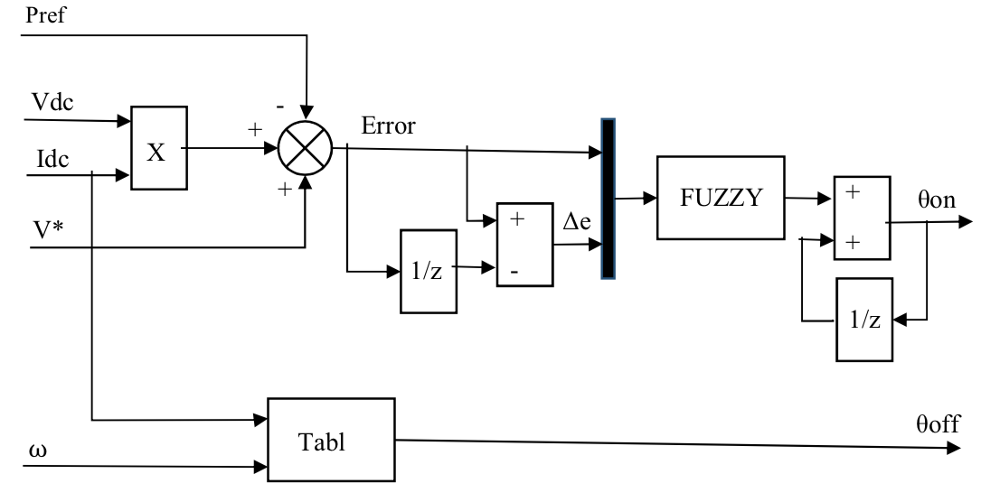 Pref
-
Vdc
+
Error
X
Idc
+
V*
+
Δe
-
1/z
FUZZY
+
+
θon
1/z
Tabl
θoff
ω